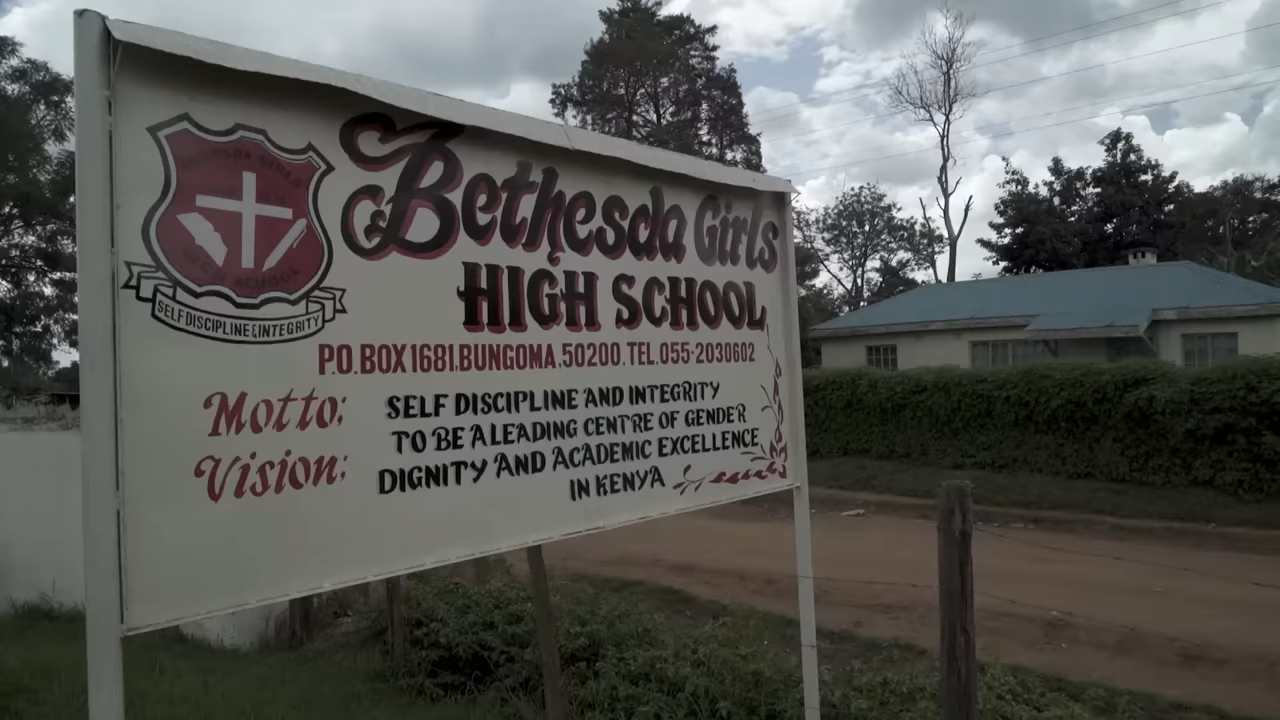 Bethesda Girls
HIGH SCHOOL
SELF DISCIPLINE & INTEGRITY
P.O. BOX 1681, BUNGOMA, 50200. TEL. 055-2030602
Motto: SELF DISCIPLINE AND INTEGRITY
Vision: TO BE A LEADING CENTRE OF GENDER
DIGNITY AND ACADEMIC EXCELLENCE
IN KENYA